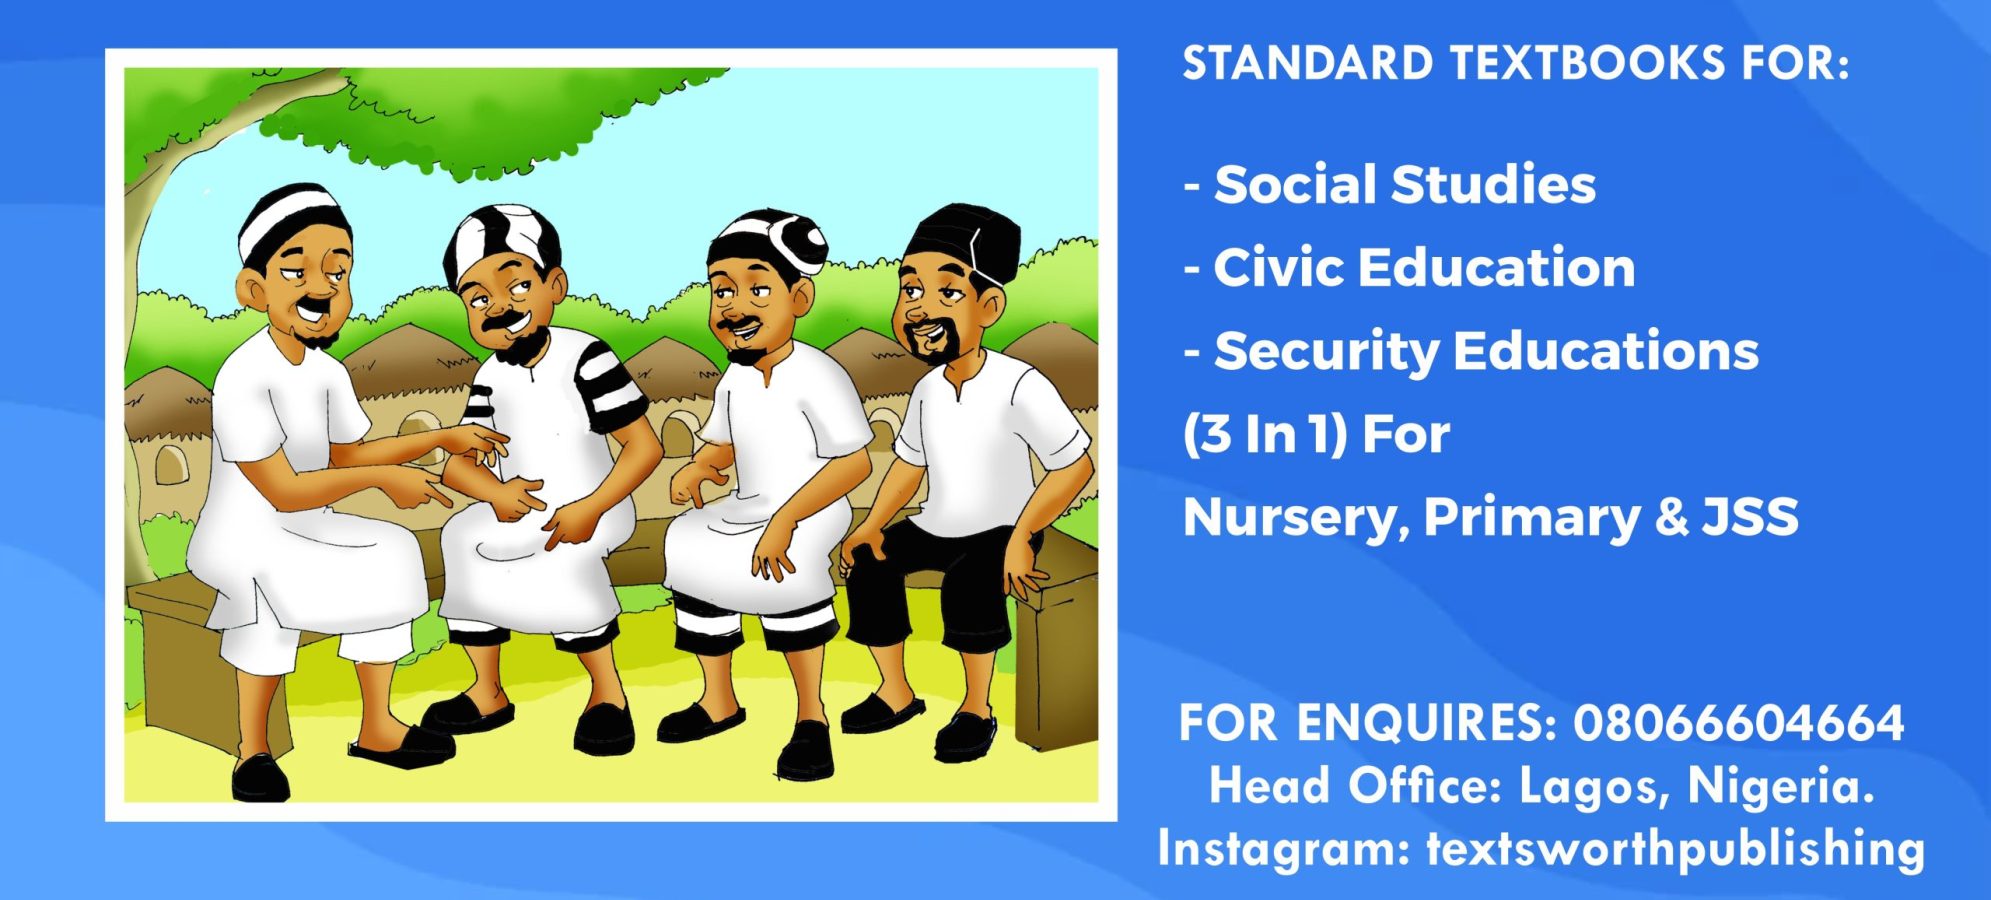 STANDARD TEXTBOOKS FOR:
- Social Studies
- Civic Education
- Security Educations
(3 In 1) For
Nursery, Primary & JSS
FOR ENQUIRES: 08066604664
Head Office: Lagos, Nigeria.
Instagram: textsworthpublishing